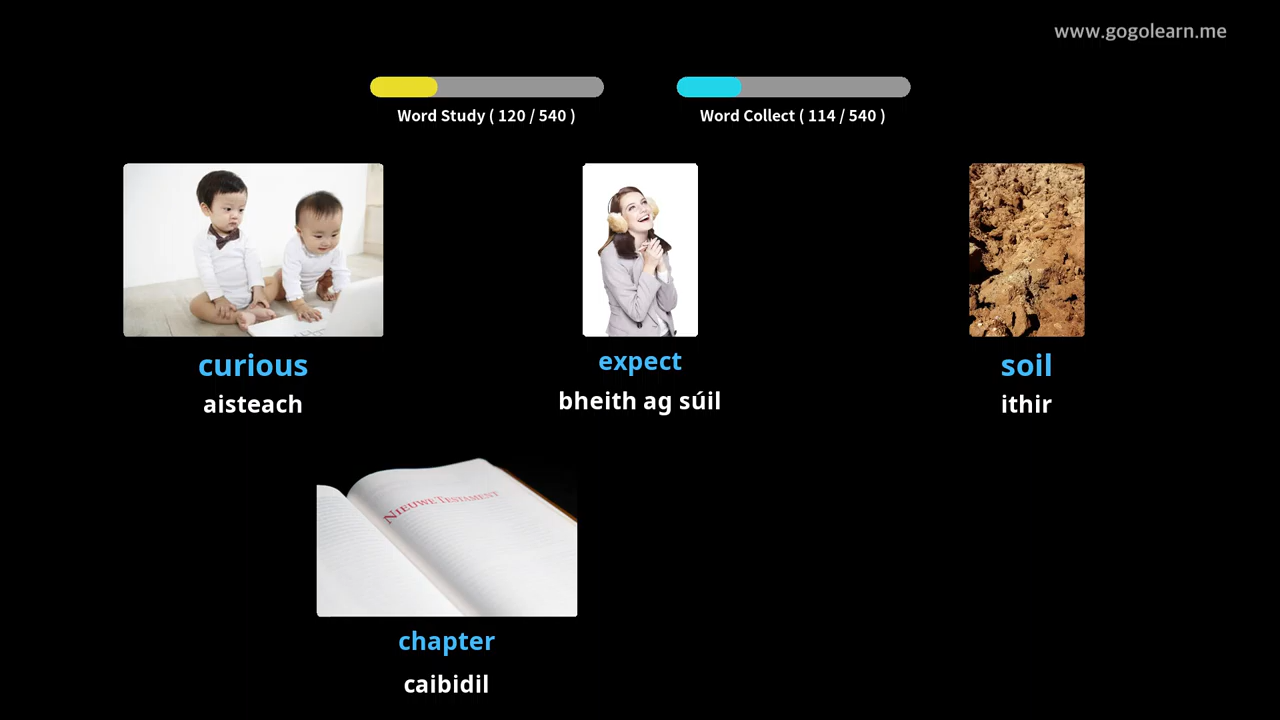 www.gogolearn.me
Word Study ( 120 / 540 )
Word Collect ( 114 / 540 )
curious
aisteach
expect
bheith ag súil
soil
ithir
NIEUWE TESTAMENT
chapter
caibidil